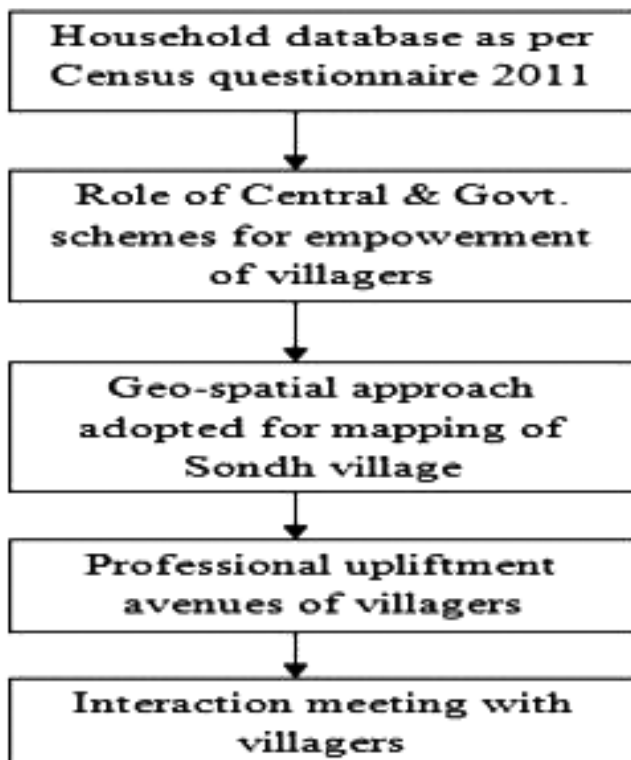 Household database as per
Census questionnaire 2011
Role of Central & Govt.
schemes for empowerment
of villagers
Geo-spatial approach
adopted for mapping of
Sondh village
Professional upliftment
avenues of villagers
Interaction meeting with
villagers